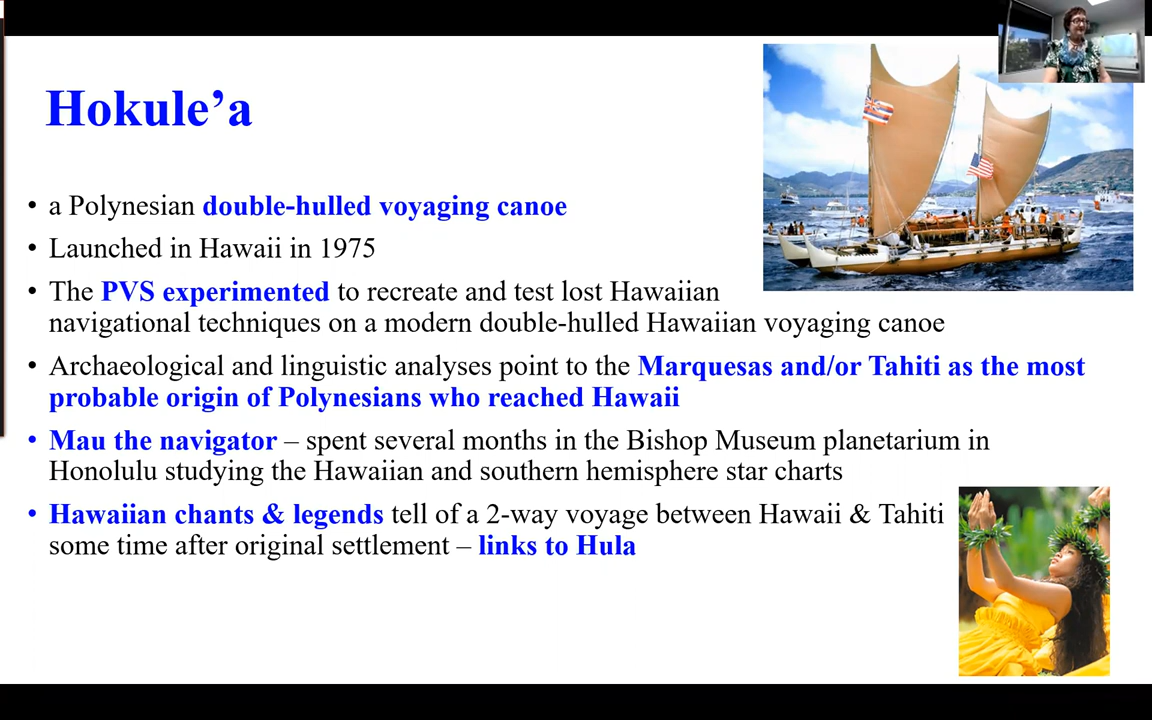 Hokule’a
• a Polynesian double-hulled voyaging canoe
• Launched in Hawaii in 1975
• The PVS experimented to recreate and test lost Hawaiian
navigational techniques on a modern double-hulled Hawaiian voyaging canoe
• Archaeological and linguistic analyses point to the Marquesas and/or Tahiti as the most
probable origin of Polynesians who reached Hawaii
• Mau the navigator – spent several months in the Bishop Museum planetarium in
Honolulu studying the Hawaiian and southern hemisphere star charts
• Hawaiian chants & legends tell of a 2-way voyage between Hawaii & Tahiti
some time after original settlement – links to Hula